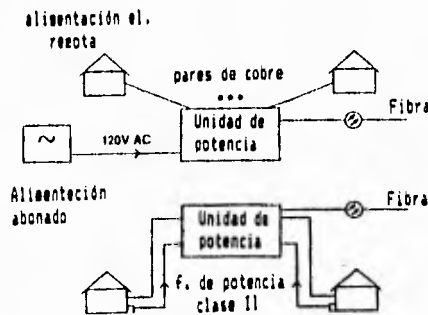 alimentación el.
remota
pares de cobre
Unidad de
potencia
Fibra
~
120V AC
Alimenteción
abonado
Unidad de
potencia
Fibra
f. de potencia
clase II